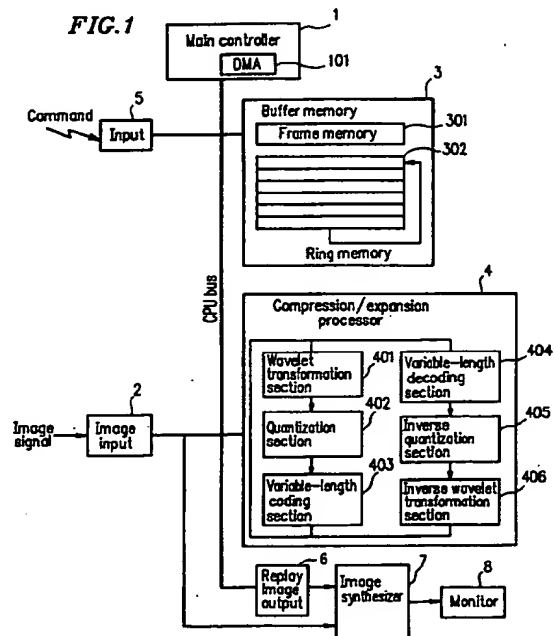 FIG.1
1
Main controller
DMA
101
3
5
Command
Input
Buffer memory
Frame memory
301
302
Ring memory
CPU bus
4
Compression/expansion
processor
Wavelet
transformation
section
401
Variable-length
decoding
section
404
2
Image
signal
Image
input
Quantization
section
402
Inverse
quantization
section
405
Variable-length
coding
section
403
Inverse wavelet
transformation
section
406
6
Replay
image
output
7
Image
synthesizer
8
Monitor